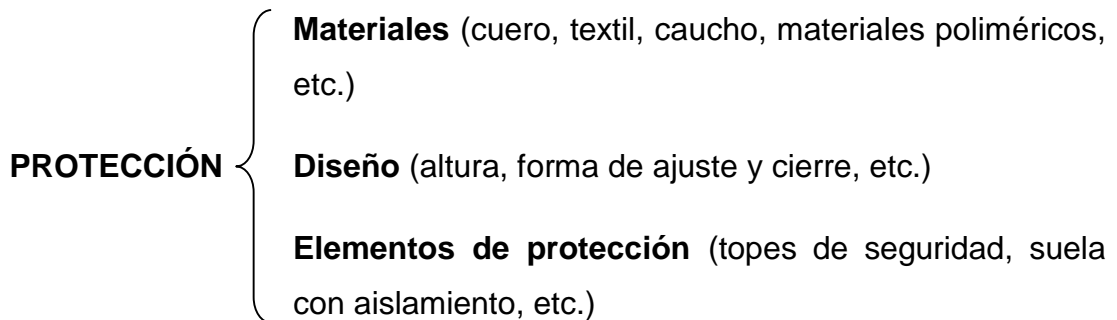 Materiales (cuero, textil, caucho, materiales poliméricos,
etc.)
PROTECCIÓN
Diseño (altura, forma de ajuste y cierre, etc.)
Elementos de protección (topes de seguridad, suela
con aislamiento, etc.)